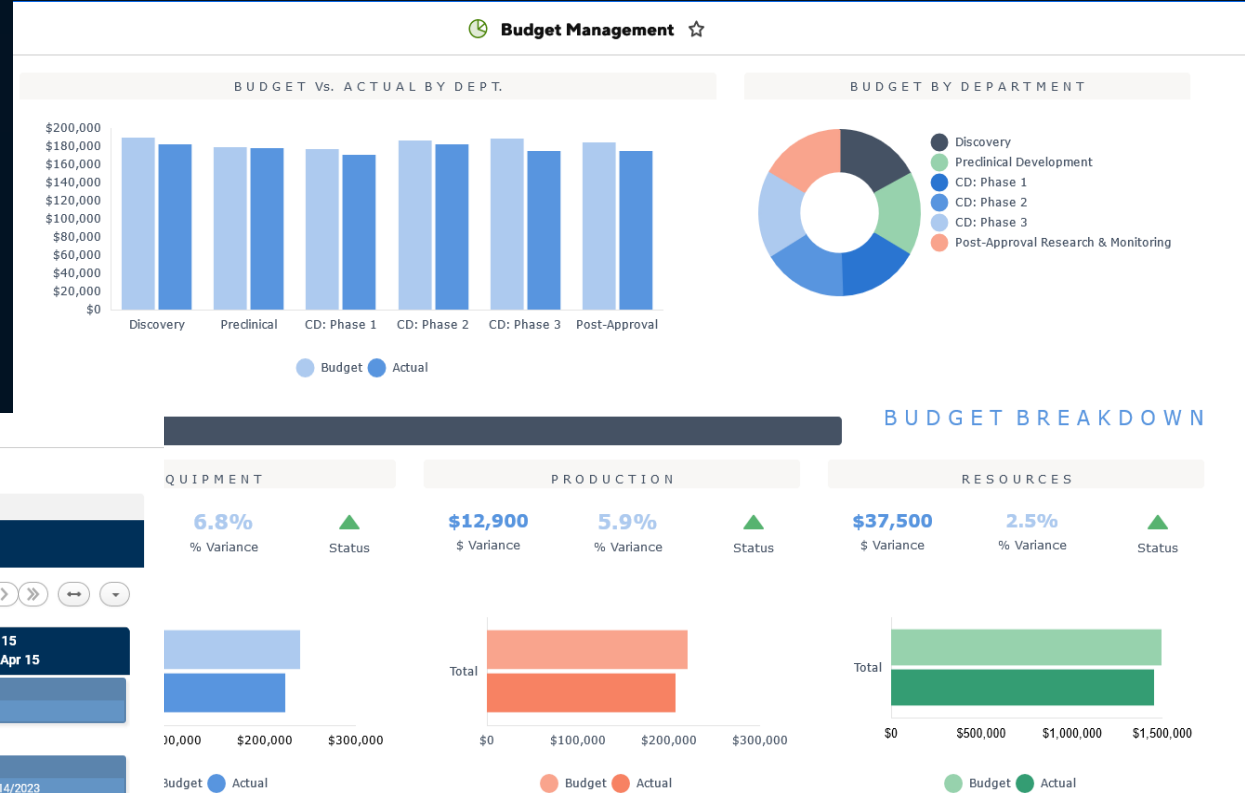 Budget Management
BUDGET Vs. ACTUAL BY DEPT.
$200,000
$180,000
$160,000
$140,000
$120,000
$100,000
$80,000
$60,000
$40,000
$20,000
$0
Discovery Preclinical CD: Phase 1 CD: Phase 2 CD: Phase 3 Post-Approval
Budget Actual
BUDGET BY DEPARTMENT
Discovery
Preclinical Development
CD: Phase 1
CD: Phase 2
CD: Phase 3
Post-Approval Research & Monitoring
BUDGET BREAKDOWN
QUIPMENT
6.8%
% Variance Status
00,000 $200,000 $300,000
Budget Actual
PRODUCTION
$12,900 5.9%
$ Variance % Variance Status
Total
$0 $100,000 $200,000 $300,000
Budget Actual
RESOURCES
$37,500 2.5%
$ Variance % Variance Status
Total
$0 $500,000 $1,000,000 $1,500,000
Budget Actual
15
Apr 15
14/2023